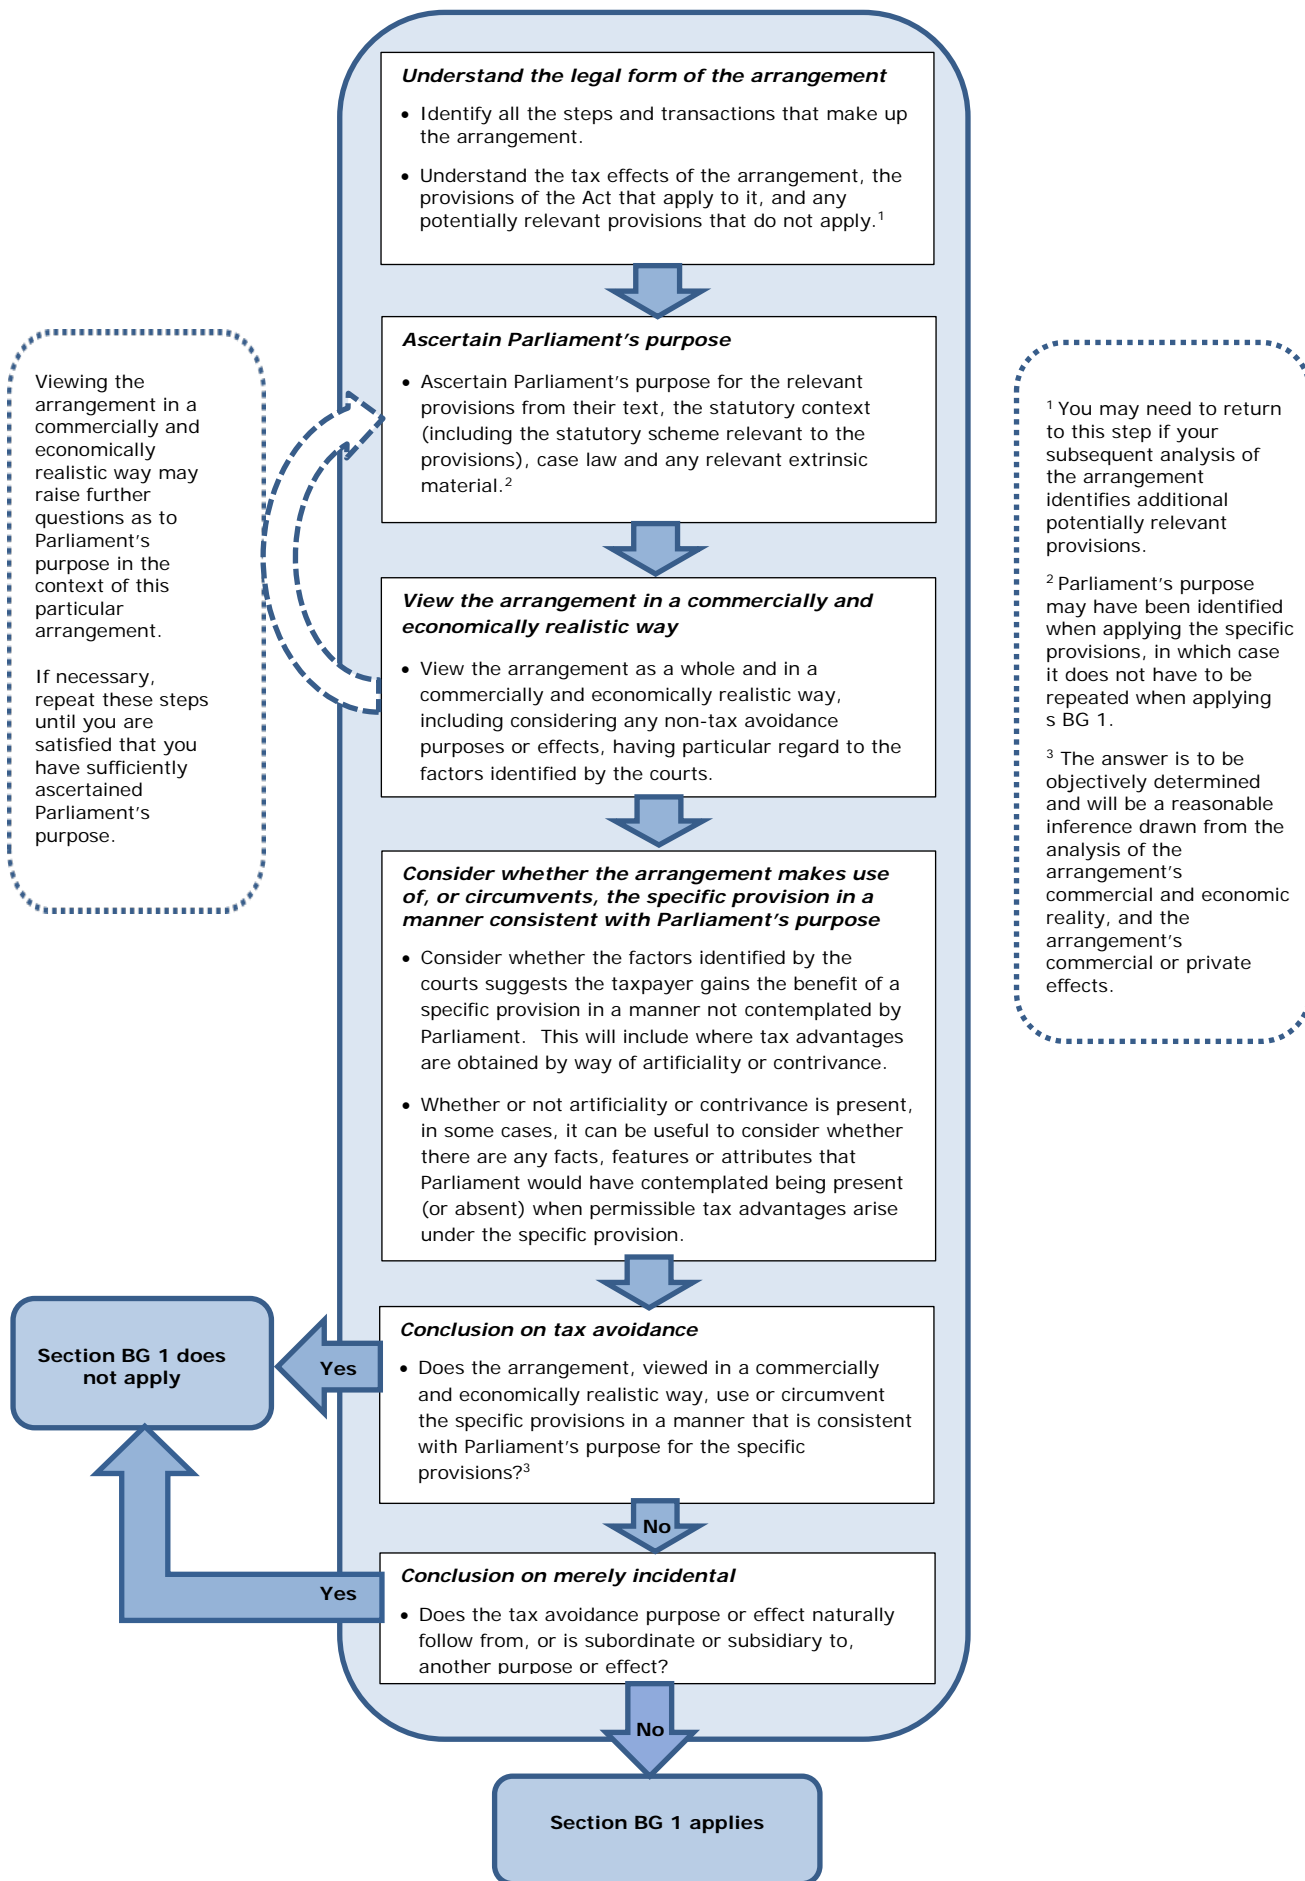 Understand the legal form of the arrangement
• Identify all the steps and transactions that make up
the arrangement.
• Understand the tax effects of the arrangement, the
provisions of the Act that apply to it, and any
potentially relevant provisions that do not apply.1
Ascertain Parliament's purpose
• Ascertain Parliament's purpose for the relevant
provisions from their text, the statutory context
(including the statutory scheme relevant to the
provisions), case law and any relevant extrinsic
material.2
Viewing the
arrangement in a
commercially and
economically
realistic way may
raise further
questions as to
Parliament's
purpose in the
context of this
particular
arrangement.
If necessary,
repeat these steps
until you are
satisfied that you
have sufficiently
ascertained
Parliament's
purpose.
1 You may need to return
to this step if your
subsequent analysis of
the arrangement
identifies additional
potentially relevant
provisions.
2 Parliament's purpose
may have been identified
when applying the specific
provisions, in which case
it does not have to be
repeated when applying
s BG 1.
3 The answer is to be
objectively determined
and will be a reasonable
inference drawn from the
analysis of the
arrangement's
commercial and economic
reality, and the
arrangement's
commercial or private
effects.
View the arrangement in a commercially and
economically realistic way
• View the arrangement as a whole and in a
commercially and economically realistic way,
including considering any non-tax avoidance
purposes or effects, having particular regard to the
factors identified by the courts.
Consider whether the arrangement makes use
of, or circumvents, the specific provision in a
manner consistent with Parliament's purpose
• Consider whether the factors identified by the
courts suggests the taxpayer gains the benefit of a
specific provision in a manner not contemplated by
Parliament.  This will include where tax advantages
are obtained by way of artificiality or contrivance.
• Whether or not artificiality or contrivance is present,
in some cases, it can be useful to consider whether
there are any facts, features or attributes that
Parliament would have contemplated being present
(or absent) when permissible tax advantages arise
under the specific provision.
Conclusion on tax avoidance
• Does the arrangement, viewed in a commercially
and economically realistic way, use or circumvent
the specific provisions in a manner that is consistent
with Parliament's purpose for the specific
provisions?3
Yes
Section BG 1 does
not apply
No
Conclusion on merely incidental
• Does the tax avoidance purpose or effect naturally
follow from, or is subordinate or subsidiary to,
another purpose or effect?
Yes
No
Section BG 1 applies